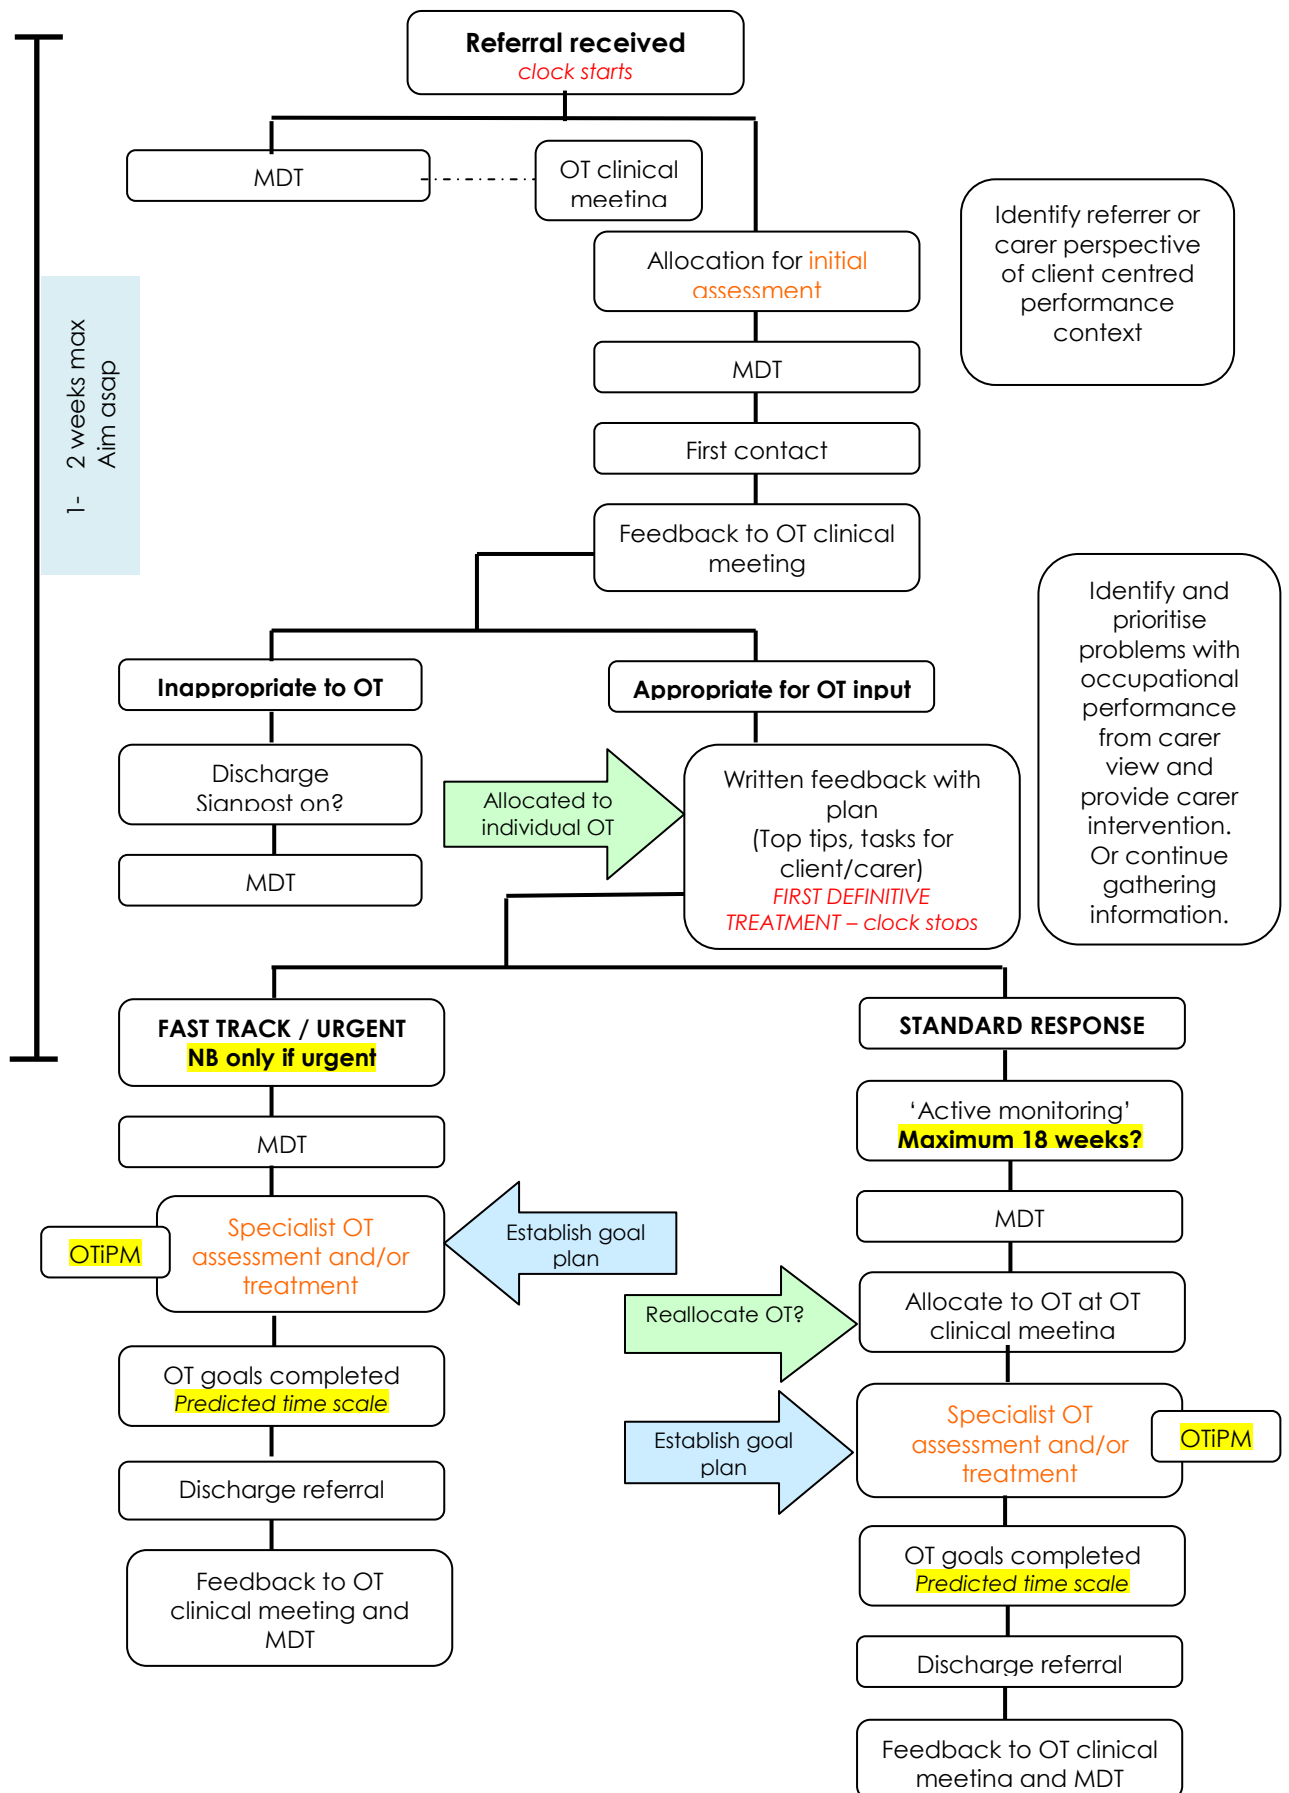 Referral received
clock starts
MDT
OT clinical
meeting
Allocation for initial
assessment
Identify referrer or
carer perspective
of client centred
performance
context
MDT
First contact
Feedback to OT clinical
meeting
1- 2 weeks max
Aim asap
Inappropriate to OT
Appropriate for OT input
Identify and
prioritise
problems with
occupational
performance
from carer
view and
provide carer
intervention.
Or continue
gathering
information.
Discharge
Signpost on?
MDT
Allocated to
individual OT
Written feedback with
plan
(Top tips, tasks for
client/carer)
FIRST DEFINITIVE
TREATMENT – clock stops
FAST TRACK / URGENT
NB only if urgent
STANDARD RESPONSE
MDT
'Active monitoring'
Maximum 18 weeks?
OTiPM
Specialist OT
assessment and/or
treatment
Establish goal
plan
MDT
Reallocate OT?
Allocate to OT at OT
clinical meeting
OT goals completed
Predicted time scale
Establish goal
plan
Specialist OT
assessment and/or
treatment
OTiPM
Discharge referral
OT goals completed
Predicted time scale
Feedback to OT
clinical meeting and
MDT
Discharge referral
Feedback to OT clinical
meeting and MDT